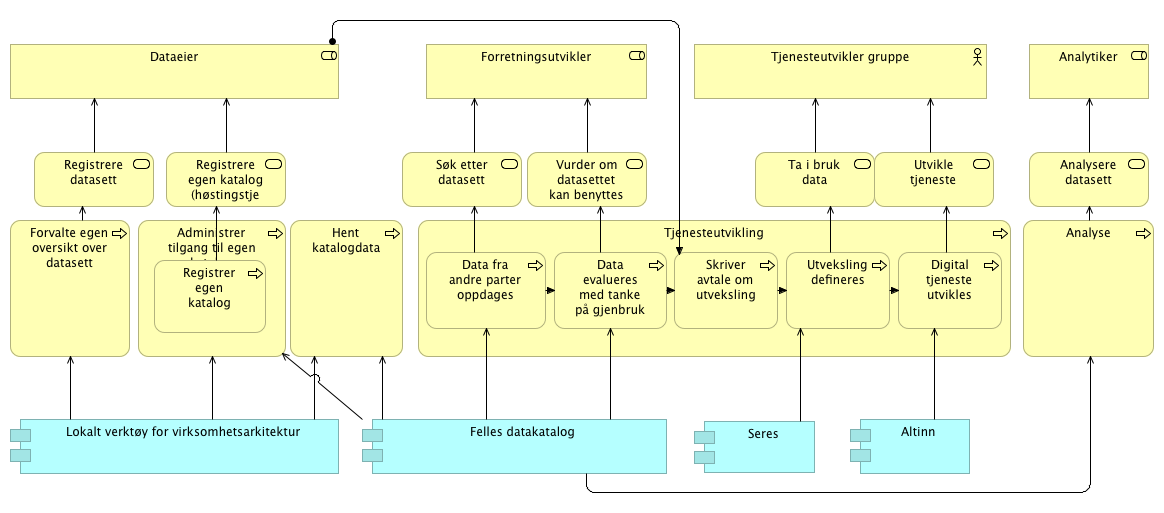 Dataeier
Forretningsutvikler
Tjenesteutvikler gruppe
Analytiker
Registrere
datasett
Registrere
egen katalog
(høstingstje
Søk etter
datasett
Vurder om
datasettet
kan benyttes
Ta i bruk
data
Utvikle
tjeneste
Analysere
datasett
Forvalte egen
oversikt over
datasett
Administrer
tilgang til egen
Registrer
egen
katalog
Hent
katalogdata
Tjenesteutvikling
Data fra
andre parter
oppdages
Data
evalueres
med tanke
på gjenbruk
Skriver
avtale om
utveksling
Utveksling
defineres
Digital
tjeneste
utvikles
Analyse
Lokalt verktøy for virksomhetsarkitektur
Felles datakatalog
Seres
Altinn